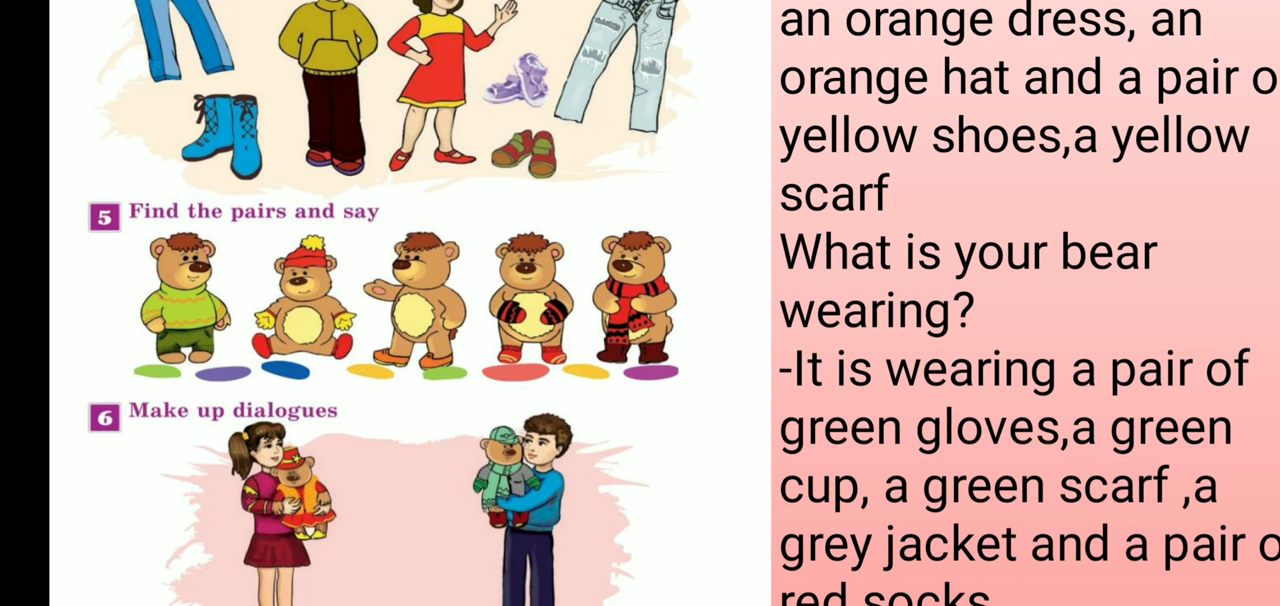 5 Find the pairs and say
6 Make up dialogues
an orange dress, an
orange hat and a pair o
yellow shoes,a yellow
scarf
What is your bear
wearing?
-It is wearing a pair of
green gloves,a green
cup, a green scarf ,a
grey jacket and a pair o
red socks